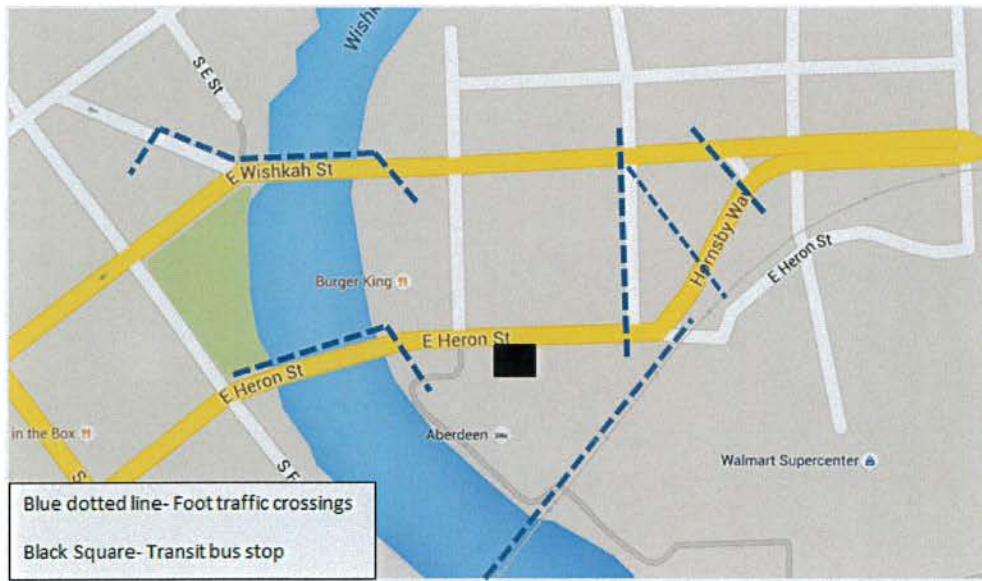 Wishkah
S E St
E Wishkah St
Burger King
Hornsby Way
E Heron St
E Heron St
E Heron St
in the Box
Aberdeen
Walmart Supercenter
S
S F
Blue dotted line- Foot traffic crossings
Black Square- Transit bus stop